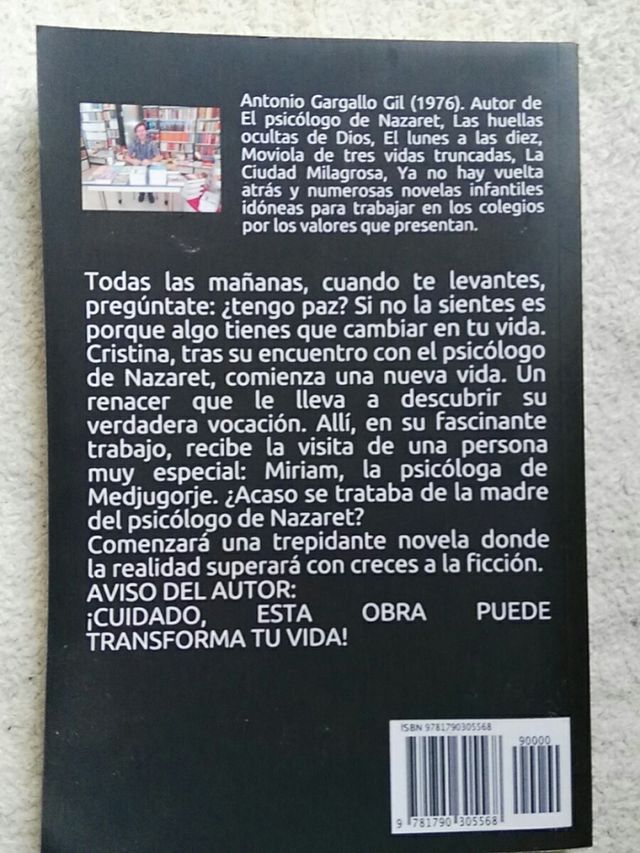 Antonio Gargallo Gil (1976). Autor de
El psicólogo de Nazaret, Las huellas
ocultas de Dios, El lunes a las diez,
Moviola de tres vidas truncadas, La
Ciudad Milagrosa, Ya no hay vuelta
atrás y numerosas novelas infantiles
idóneas para trabajar en los colegios
por los valores que presentan.
Todas las mañanas, cuando te levantes,
pregúntate: ¿tengo paz? Si no la sientes es
porque algo tienes que cambiar en tu vida.
Cristina, tras su encuentro con el psicólogo
de Nazaret, comienza una nueva vida. Un
renacer que le lleva a descubrir su
verdadera vocación. Allí, en su fascinante
trabajo, recibe la visita de una persona
muy especial: Miriam, la psicóloga de
Medjugorje. ¿Acaso se trataba de la madre
del psicólogo de Nazaret?
Comenzará una trepidante novela donde
la realidad superará con creces a la ficción.
AVISO DEL AUTOR:
¡CUIDADO, ESTA OBRA PUEDE
TRANSFORMA TU VIDA!
ISBN 9781790305568
90000
9 781790 305568